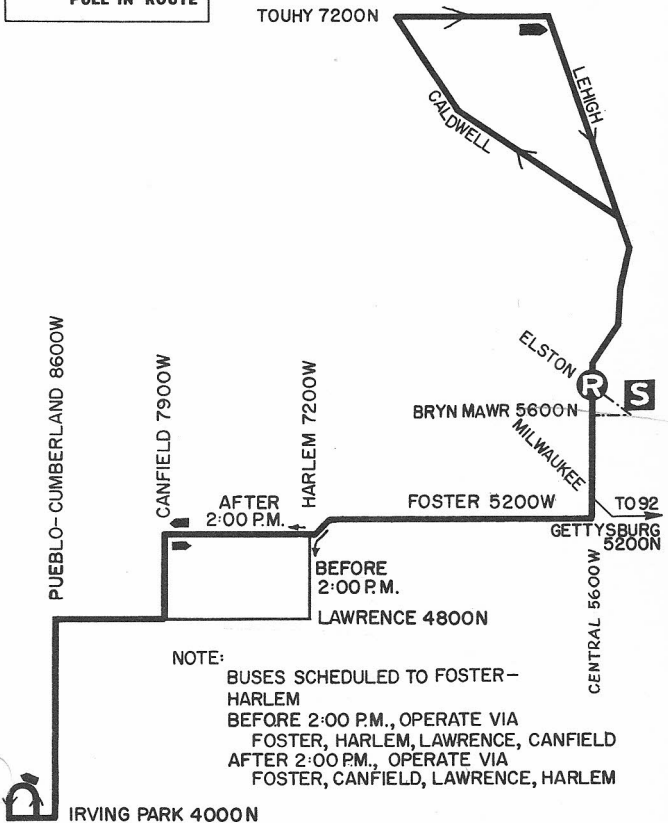 PULL-IN ROUTE
TOUHY 7200N
LEHIGH
CALDWELL
ELSTON
R
S
BRYN MAWR 5600N
MILWAUKEE
PUEBLO-CUMBERLAND 8600W
CANFIELD 7900W
HARLEM 7200W
AFTER
2:00 P.M.
FOSTER 5200W
TO 92
GETTYSBURG
5200N
BEFORE
2:00 P.M.
CENTRAL 5600W
LAWRENCE 4800N
NOTE:
BUSES SCHEDULED TO FOSTER-
HARLEM
BEFORE 2:00 P.M., OPERATE VIA
FOSTER, HARLEM, LAWRENCE, CANFIELD
AFTER 2:00 P.M., OPERATE VIA
FOSTER, CANFIELD, LAWRENCE, HARLEM
IRVING PARK 4000N